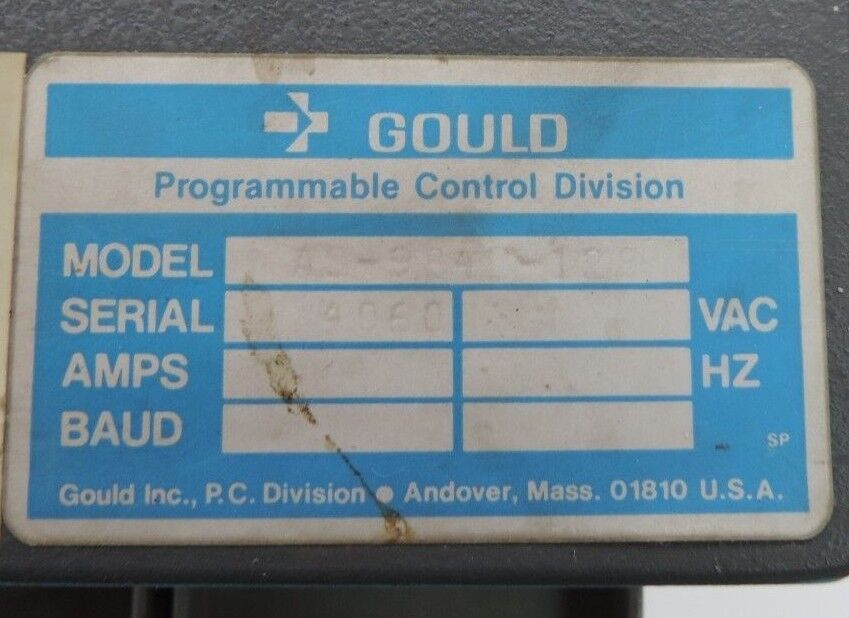 GOULD
Programmable Control Division
MODEL
SERIAL VAC
AMPS HZ
BAUD
SP
Gould Inc., P.C. Division • Andover, Mass. 01810 U.S.A.